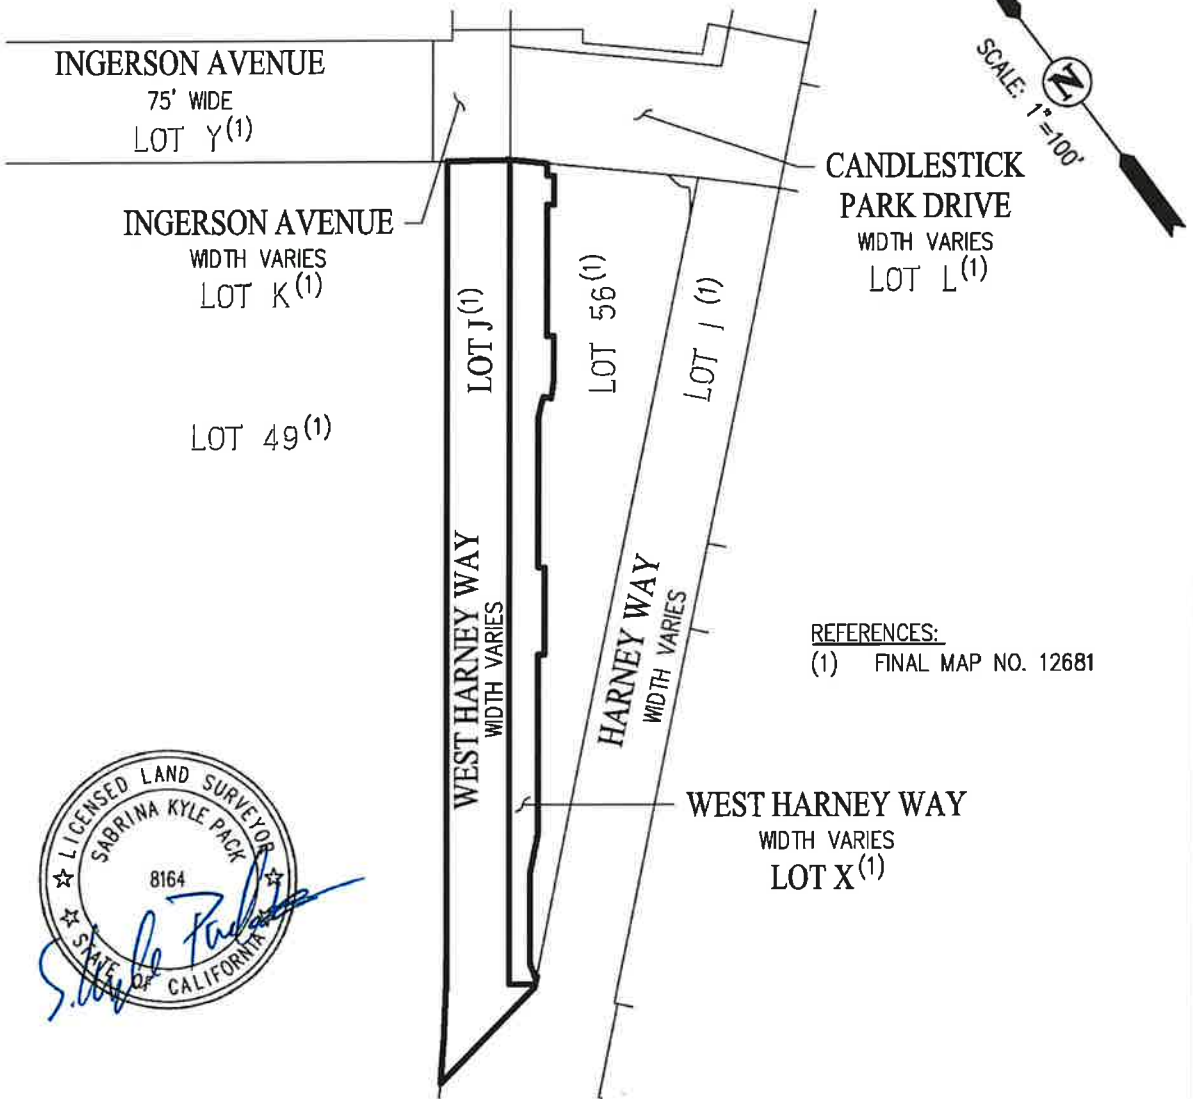 INGERSON AVENUE
75' WIDE
LOT Y(1)
SCALE: 1"=100'
N
CANDLESTICK
PARK DRIVE
WIDTH VARIES
LOT L(1)
INGERSON AVENUE
WIDTH VARIES
LOT K(1)
LOT J(1)
LOT 56(1)
LOT I (1)
LOT 49(1)
WEST HARNEY WAY
WIDTH VARIES
HARNEY WAY
WIDTH VARIES
REFERENCES:
(1) FINAL MAP NO. 12681
WEST HARNEY WAY
WIDTH VARIES
LOT X(1)
LICENSED LAND SURVEYOR
SABRINA KYLE PACK
8164
STATE OF CALIFORNIA